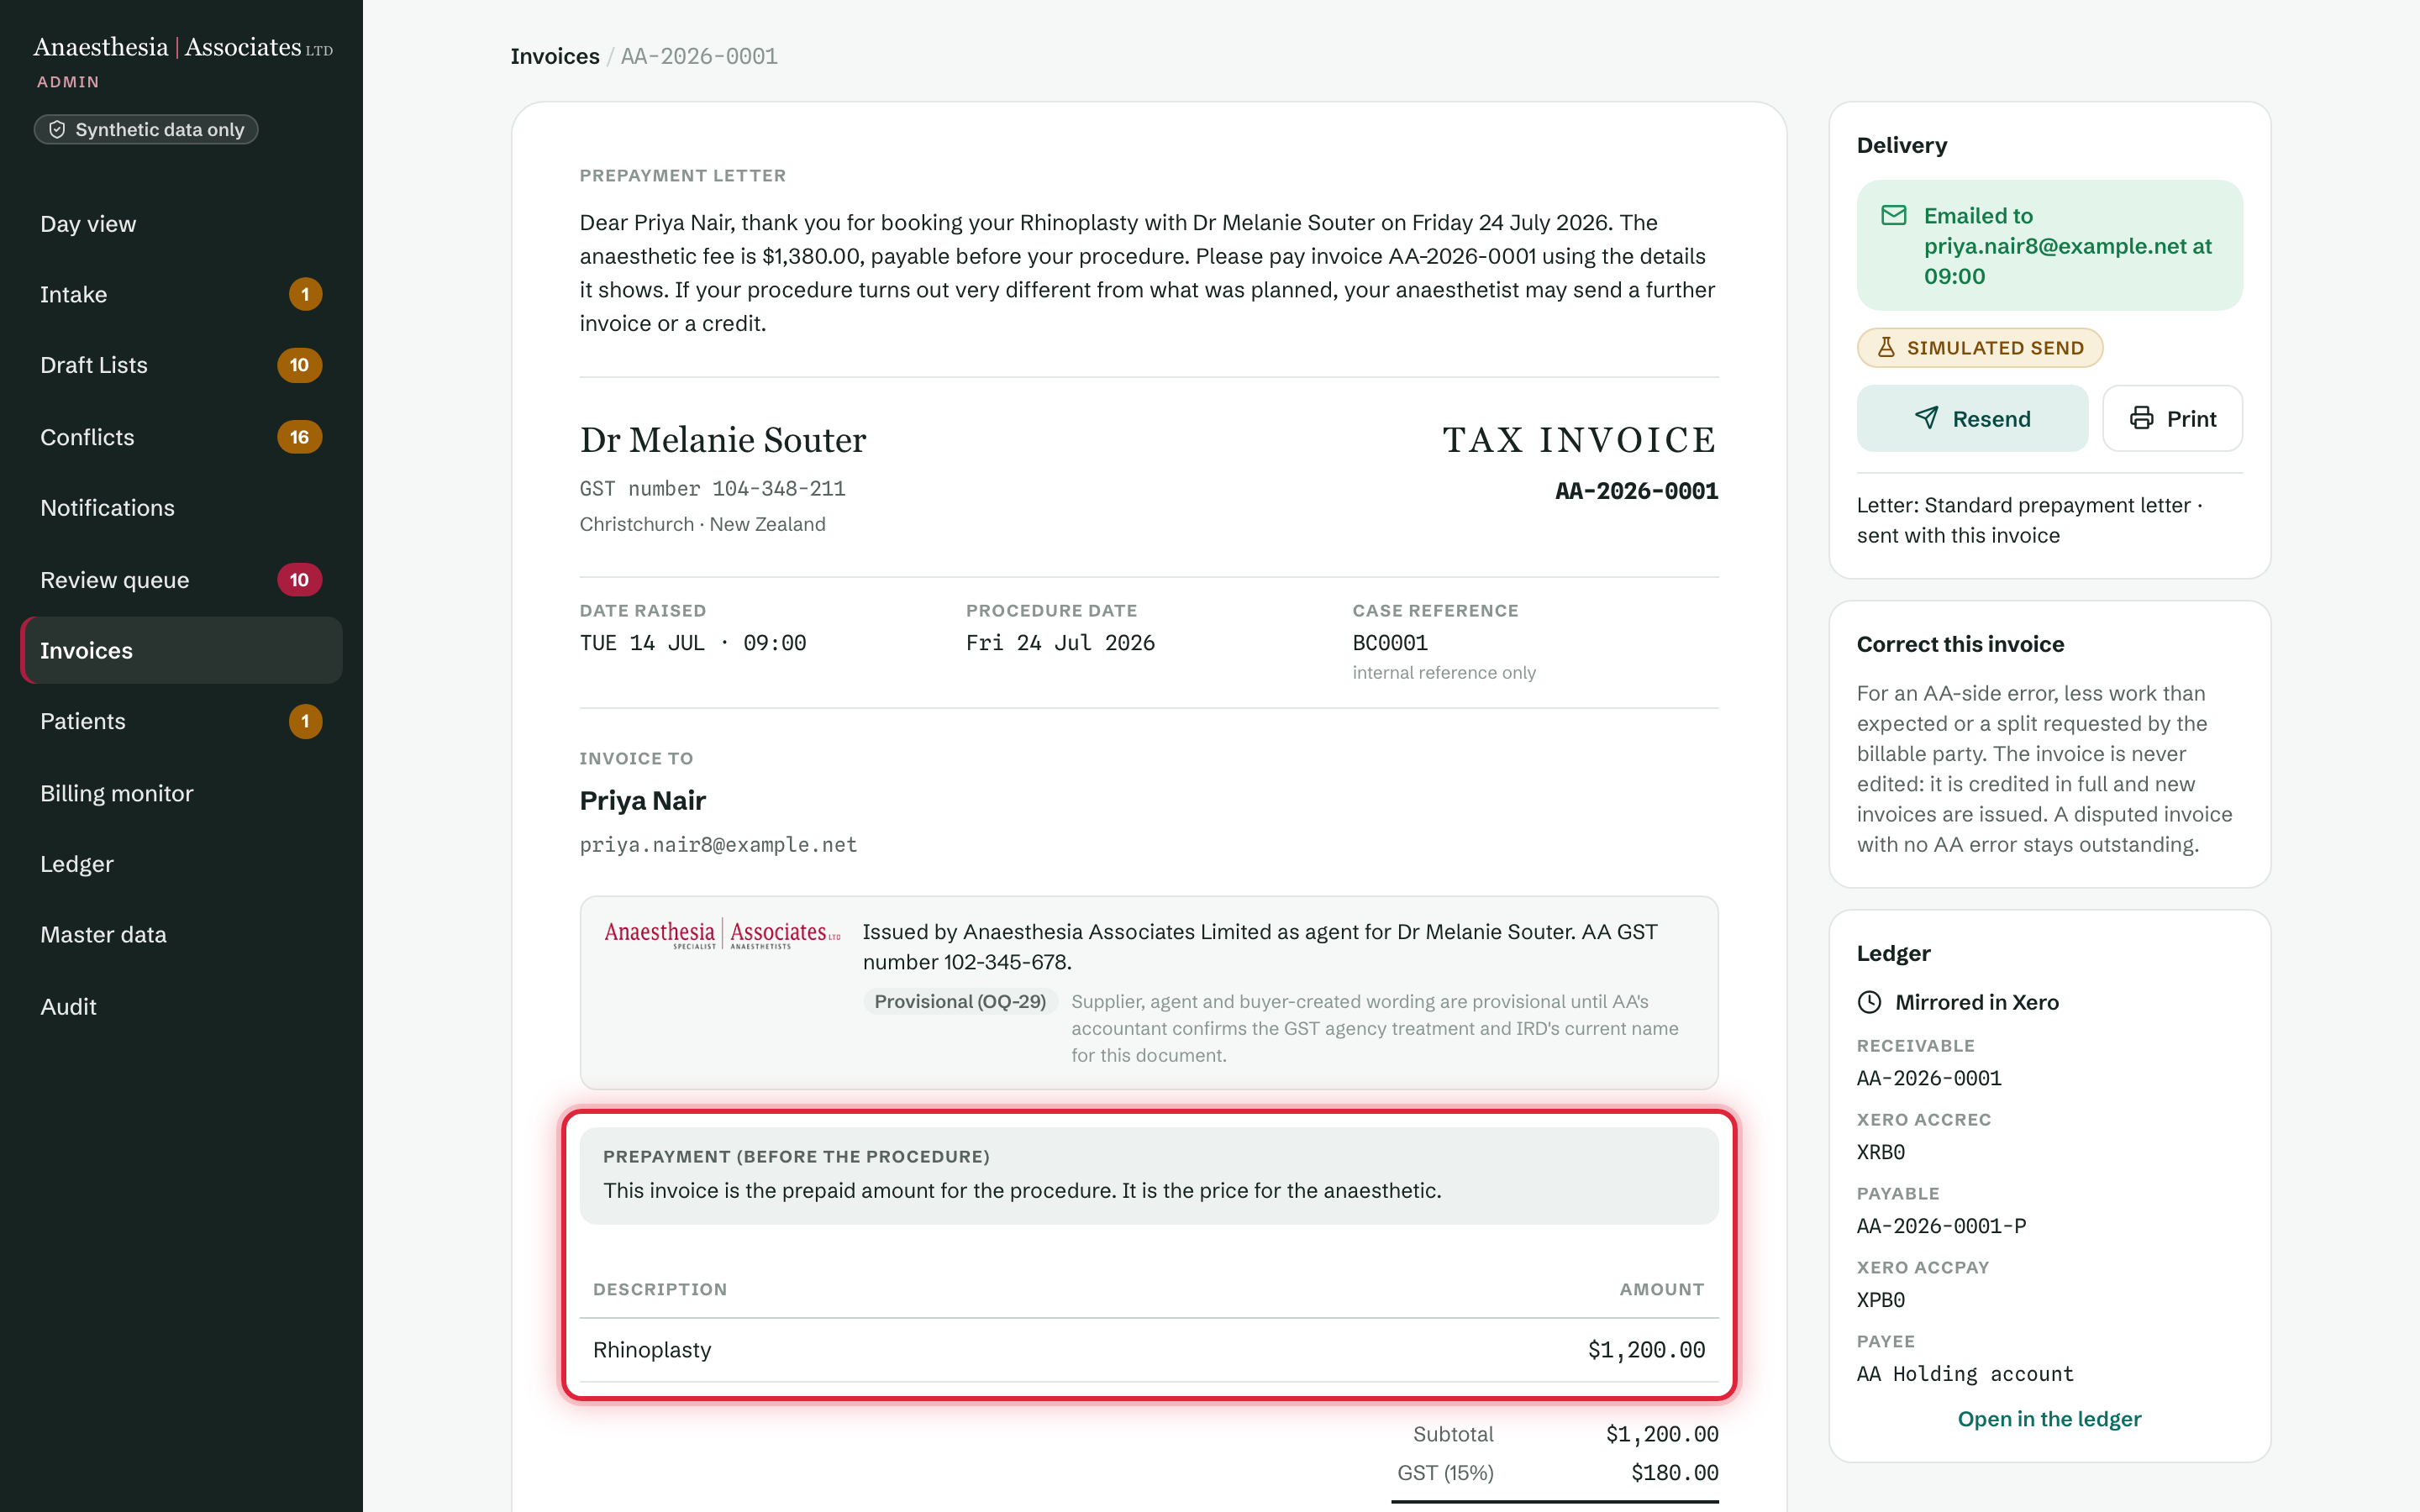 Anaesthesia | Associates LTD
ADMIN
Synthetic data only
Day view
Intake 1
Draft Lists 10
Conflicts 16
Notifications
Review queue 10
Invoices
Patients 1
Billing monitor
Ledger
Master data
Audit
Invoices / AA-2026-0001
PREPAYMENT LETTER
Dear Priya Nair, thank you for booking your Rhinoplasty with Dr Melanie Souter on Friday 24 July 2026. The
anaesthetic fee is $1,380.00, payable before your procedure. Please pay invoice AA-2026-0001 using the details
it shows. If your procedure turns out very different from what was planned, your anaesthetist may send a further
invoice or a credit.
Dr Melanie Souter
GST number 104-348-211
Christchurch · New Zealand
TAX INVOICE
AA-2026-0001
DATE RAISED
TUE 14 JUL · 09:00
PROCEDURE DATE
Fri 24 Jul 2026
CASE REFERENCE
BC0001
internal reference only
INVOICE TO
Priya Nair
priya.nair8@example.net
Anaesthesia | Associates LTD
SPECIALIST ANAESTHETISTS
Issued by Anaesthesia Associates Limited as agent for Dr Melanie Souter. AA GST
number 102-345-678.
Provisional (OQ-29)
Supplier, agent and buyer-created wording are provisional until AA's
accountant confirms the GST agency treatment and IRD's current name
for this document.
PREPAYMENT (BEFORE THE PROCEDURE)
This invoice is the prepaid amount for the procedure. It is the price for the anaesthetic.
DESCRIPTION AMOUNT
Rhinoplasty $1,200.00
Subtotal $1,200.00
GST (15%) $180.00
Delivery
Emailed to
priya.nair8@example.net at
09:00
SIMULATED SEND
Resend
Print
Letter: Standard prepayment letter ·
sent with this invoice
Correct this invoice
For an AA-side error, less work than
expected or a split requested by the
billable party. The invoice is never
edited: it is credited in full and new
invoices are issued. A disputed invoice
with no AA error stays outstanding.
Ledger
Mirrored in Xero
RECEIVABLE
AA-2026-0001
XERO ACCREC
XRB0
PAYABLE
AA-2026-0001-P
XERO ACCPAY
XPB0
PAYEE
AA Holding account
Open in the ledger